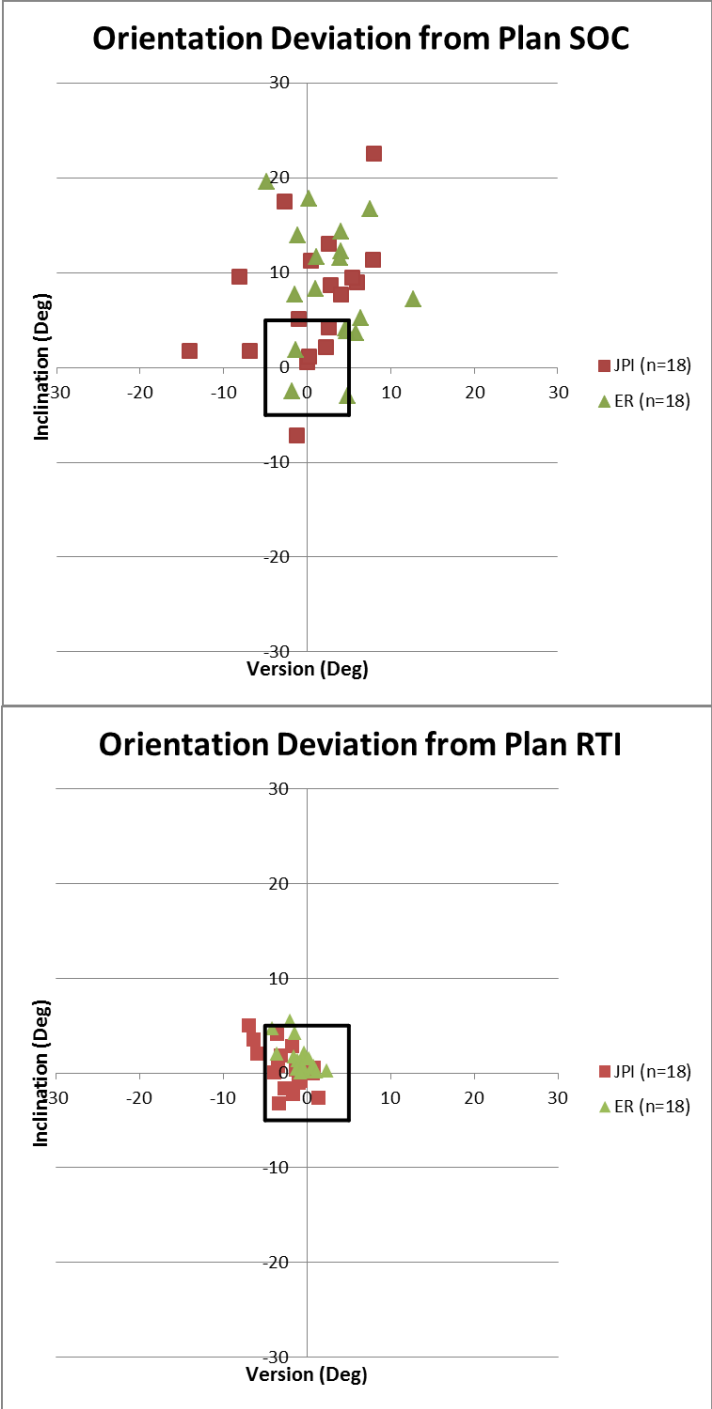 Orientation Deviation from Plan SOC
30
20
10
0
30 -20 -10 0 10 20 30
-10
-20
-30
Inclination (Deg)
Version (Deg)
JPI (n=18)
ER (n=18)
Orientation Deviation from Plan RTI
30
20
10
0
30 -20 -10 0 10 20 30
-10
-20
-30
Inclination (Deg)
Version (Deg)
JPI (n=18)
ER (n=18)